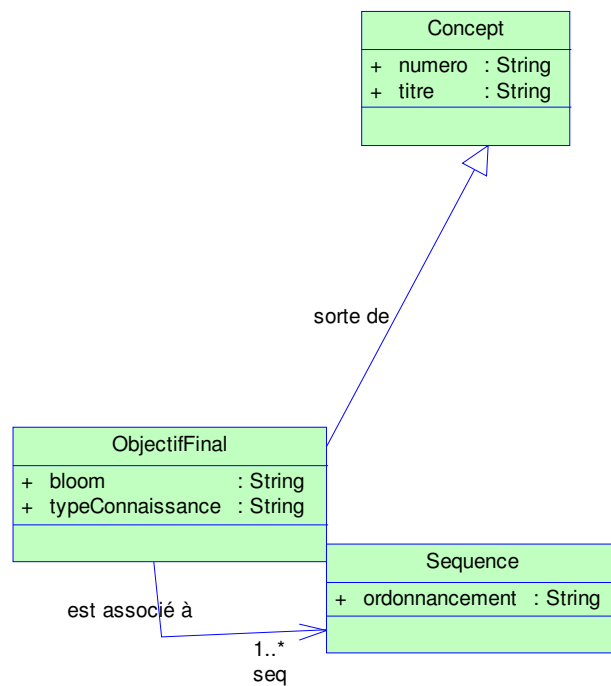 Concept
+ numero : String
+ titre : String
sorte de
ObjectifFinal
+ bloom : String
+ typeConnaissance : String
Sequence
+ ordonnancement : String
est associé à
1..*
seq